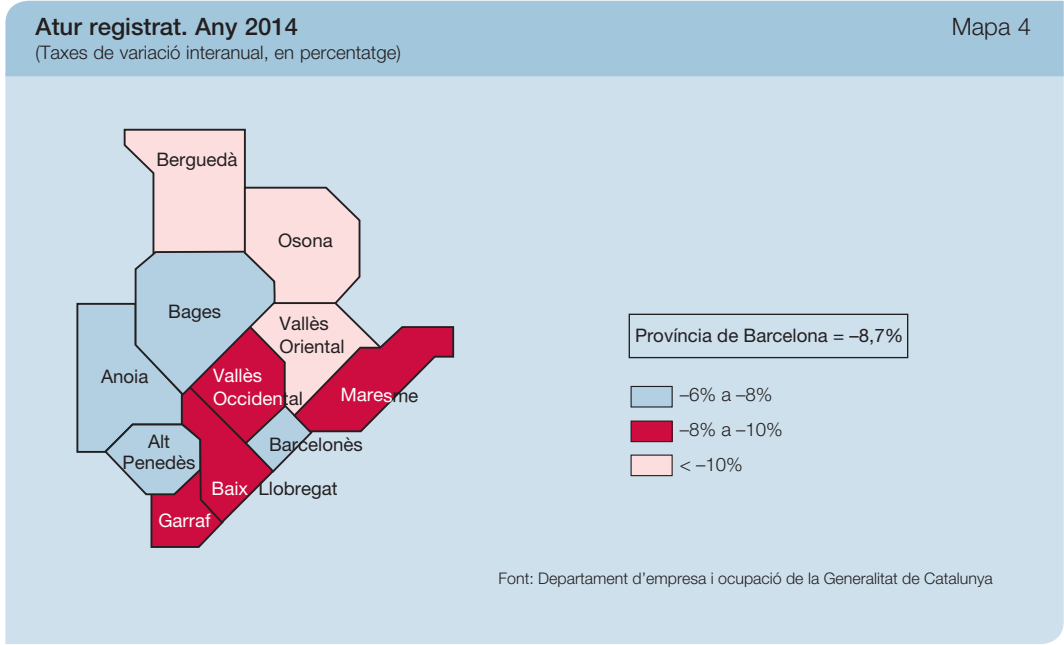 Atur registrat. Any 2014
Mapa 4
(Taxes de variació interanual, en percentatge)
Berguedà
Osona
Bages
Vallès
Oriental
Anoia
Vallès
Occidental
Maresme
Alt
Penedès
Barcelonès
Baix Llobregat
Garraf
Província de Barcelona = –8,7%
–6% a –8%
–8% a –10%
< –10%
Font: Departament d’empresa i ocupació de la Generalitat de Catalunya